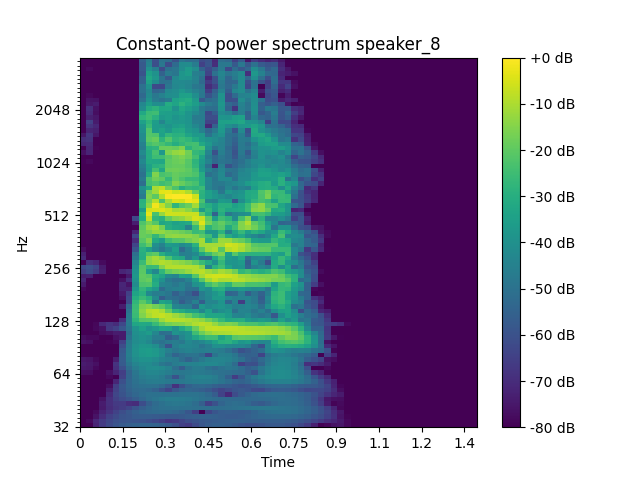 Constant-Q power spectrum speaker_8
+0 dB
-10 dB
-20 dB
-30 dB
-40 dB
-50 dB
-60 dB
-70 dB
-80 dB
2048
1024
512
256
128
64
32
Hz
0 0.15 0.3 0.45 0.6 0.75 0.9 1.1 1.2 1.4
Time